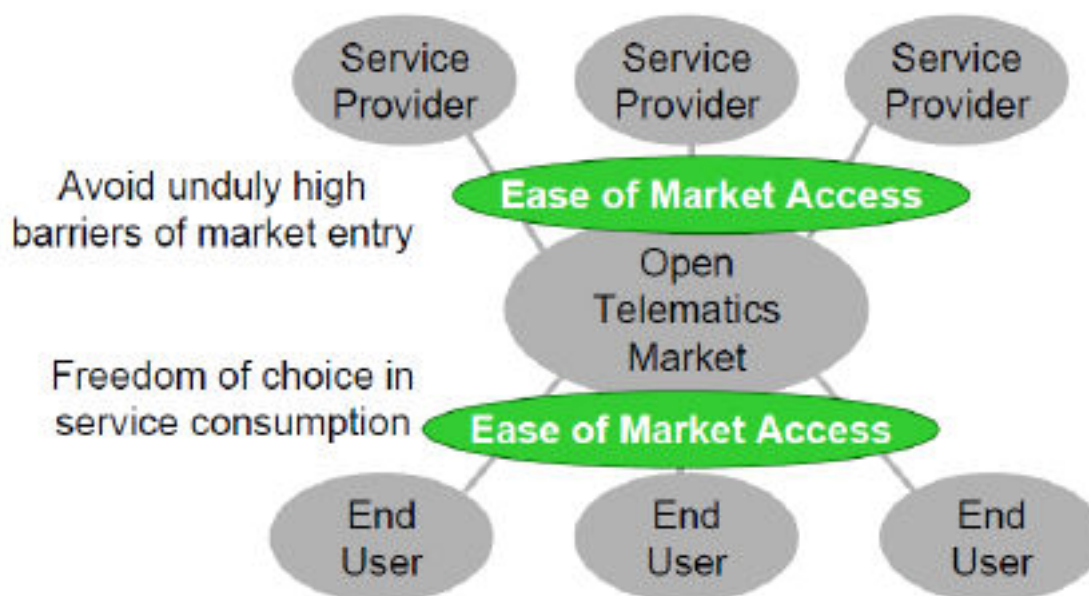 Service
Provider
Service
Provider
Service
Provider
Avoid unduly high
barriers of market entry
Ease of Market Access
Open
Telematics
Market
Freedom of choice in
service consumption
Ease of Market Access
End
User
End
User
End
User